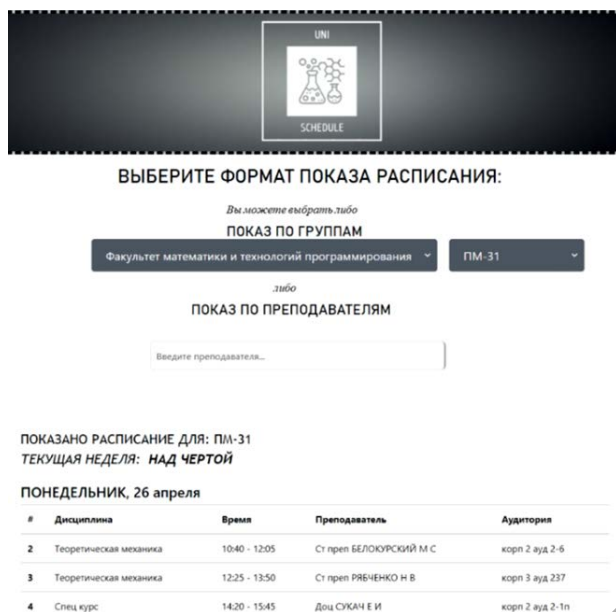 UNI
SCHEDULE
ВЫБЕРИТЕ ФОРМАТ ПОКАЗА РАСПИСАНИЯ:
Вы можете выбрать либо
ПОКАЗ ПО ГРУППАМ
Факультет математики и технологий программирования ПМ-31
либо
ПОКАЗ ПО ПРЕПОДАВАТЕЛЯМ
Введите преподавателя...
ПОКАЗАНО РАСПИСАНИЕ ДЛЯ: ПМ-31
ТЕКУЩАЯ НЕДЕЛЯ: НАД ЧЕРТОЙ
ПОНЕДЕЛЬНИК, 26 апреля
# Дисциплина Время Преподаватель Аудитория
2 Теоретическая механика 10:40 - 12:05 Ст преп БЕЛОКУРСКИЙ М С корп 2 ауд 2-6
3 Теоретическая механика 12:25 - 13:50 Ст преп РЯБЧЕНКО Н В корп 3 ауд 237
4 Спец курс 14:20 - 15:45 Доц СУКАЧ Е И корп 2 ауд 2-1п